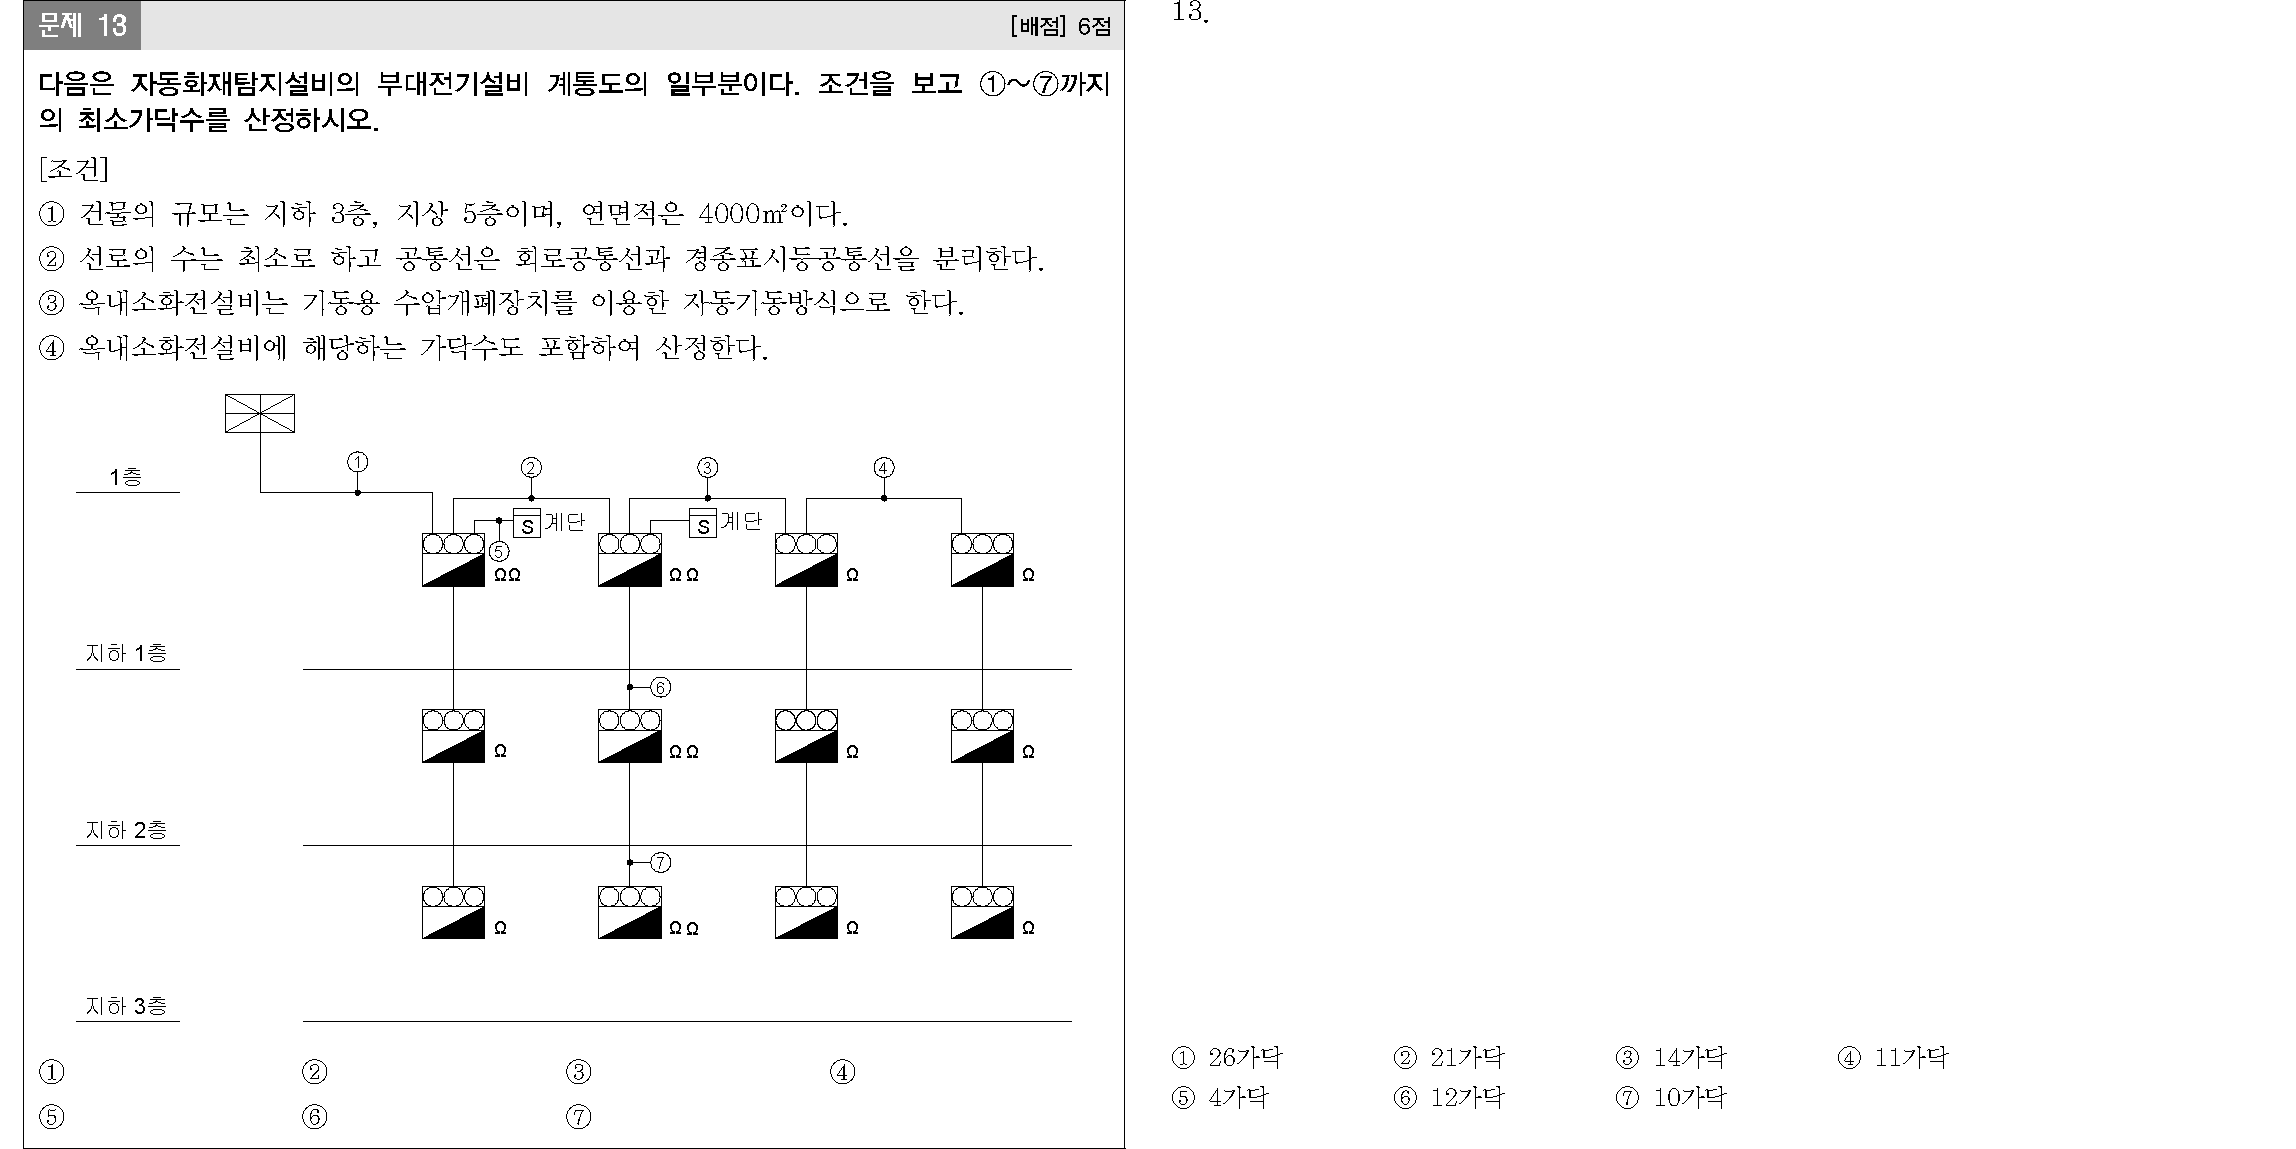 문제 13
[배점] 6점
다음은 자동화재탐지설비의 부대전기설비 계통도의 일부분이다. 조건을 보고 ①~⑦까지
의 최소가닥수를 산정하시오.
[조건]
① 건물의 규모는 지하 3층, 지상 5층이며, 연면적은 4000㎡이다.
② 선로의 수는 최소로 하고 공통선은 회로공통선과 경종표시등공통선을 분리한다.
③ 옥내소화전설비는 기동용 수압개폐장치를 이용한 자동기동방식으로 한다.
④ 옥내소화전설비에 해당하는 가닥수도 포함하여 산정한다.
① ② ③ ④
1층
S 계단 S 계단
⑤
ΩΩ Ω Ω Ω Ω
지하 1층
⑥
Ω Ω Ω Ω Ω
지하 2층
⑦
Ω Ω Ω Ω Ω
지하 3층
① ② ③ ④
⑤ ⑥ ⑦
13.
① 26가닥 ② 21가닥 ③ 14가닥 ④ 11가닥
⑤ 4가닥 ⑥ 12가닥 ⑦ 10가닥